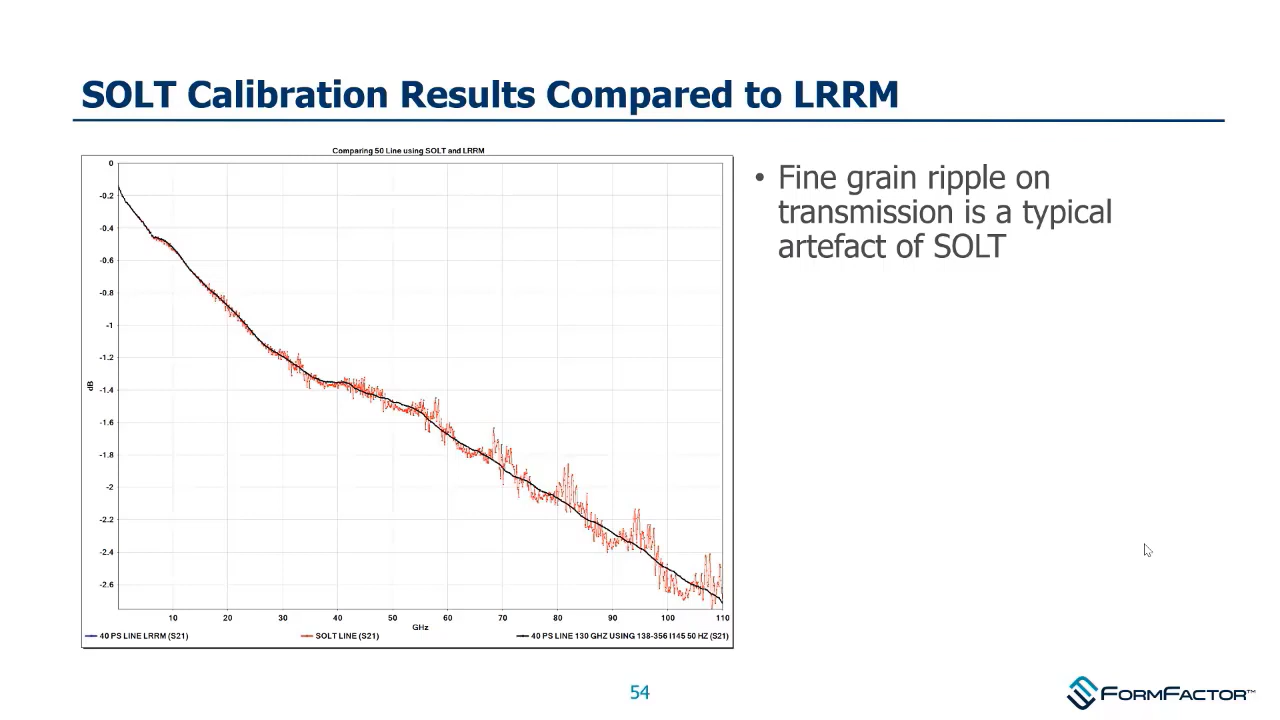 SOLT Calibration Results Compared to LRRM
Comparing 50 Line using SOLT and LRRM
0
-0.2
-0.4
-0.6
-0.8
-1
-1.2
-1.4
-1.6
-1.8
-2
-2.2
-2.4
-2.6
dB
10 20 30 40 50 60 70 80 90 100 110
GHz
40 PS LINE LRRM (S21) SOLT LINE (S21) 40 PS LINE 130 GHZ USING 138-356 I145 50 HZ (S21)
• Fine grain ripple on
transmission is a typical
artefact of SOLT
54
FORMFACTOR™